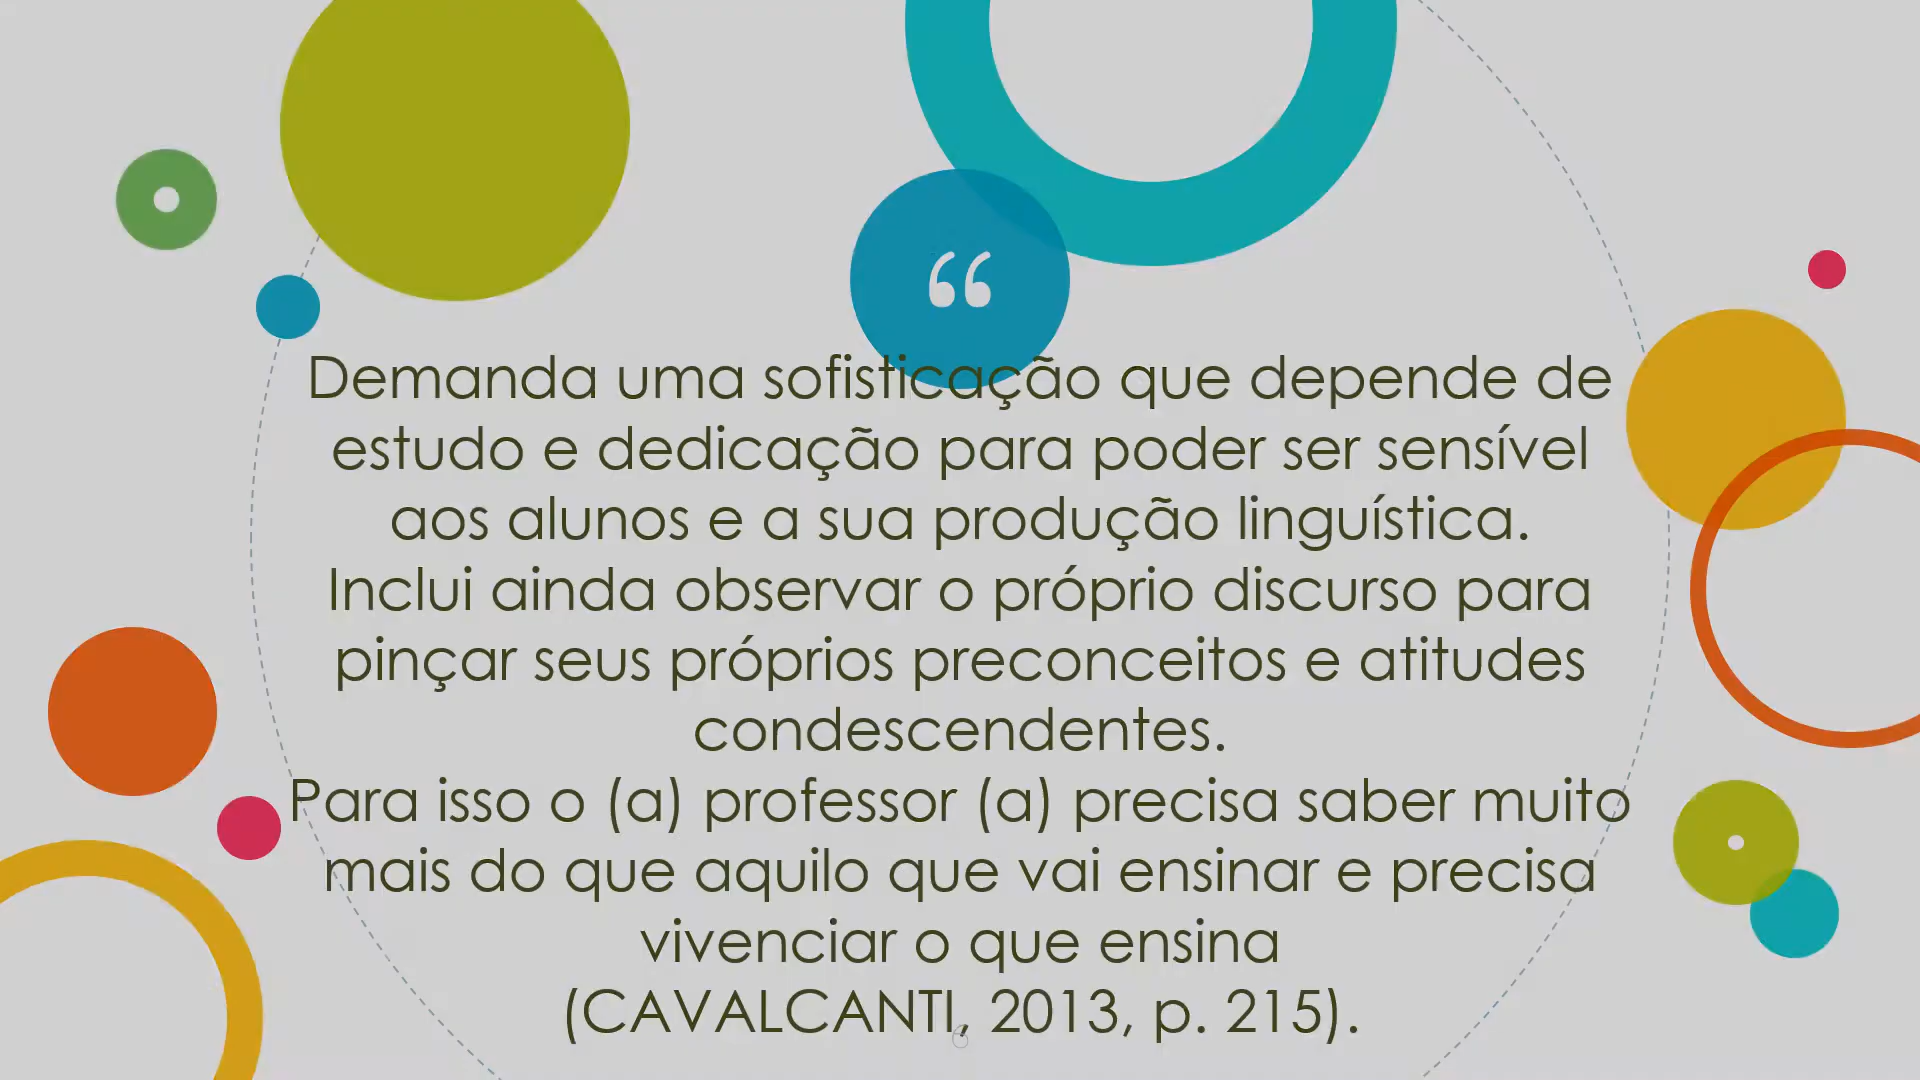 “
Demanda uma sofisticação que depende de
estudo e dedicação para poder ser sensível
aos alunos e a sua produção linguística.
Inclui ainda observar o próprio discurso para
pinçar seus próprios preconceitos e atitudes
condescendentes.
Para isso o (a) professor (a) precisa saber muito
mais do que aquilo que vai ensinar e precisa
vivenciar o que ensina
(CAVALCANTI, 2013, p. 215).
6